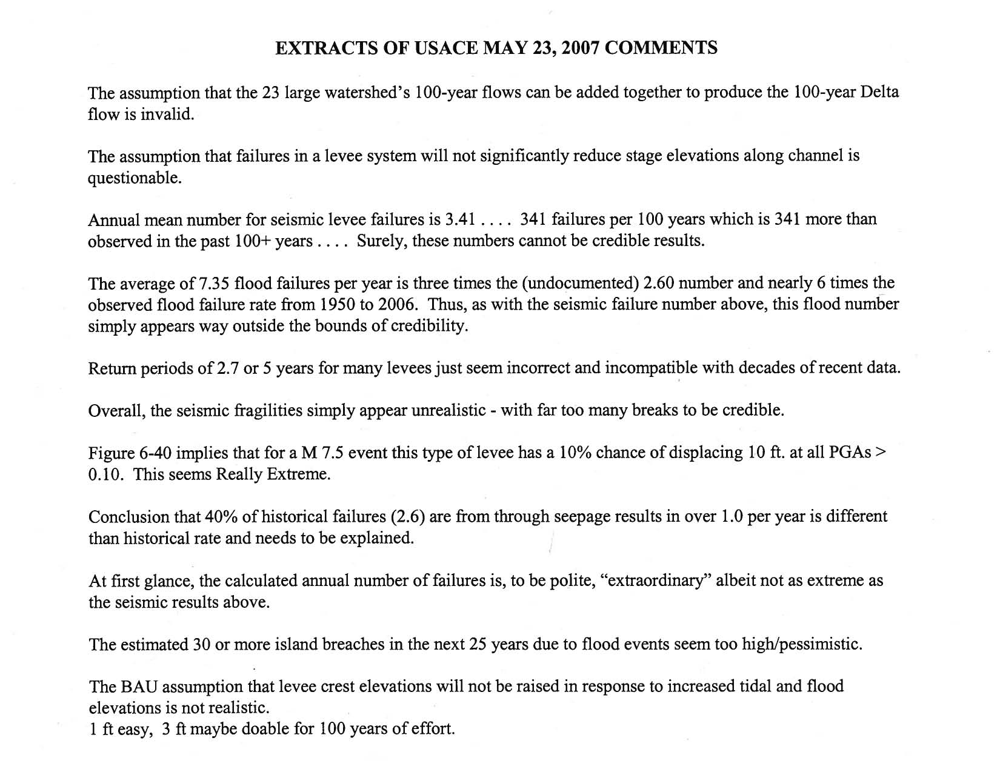 EXTRACTS OF USACE MAY 23, 2007 COMMENTS
The assumption that the 23 large watershed’s 100-year flows can be added together to produce the 100-year Delta
flow is invalid.
The assumption that failures in a levee system will not significantly reduce stage elevations along channel is
questionable.
Annual mean number for seismic levee failures is 3.41 . . . .  341 failures per 100 years which is 341 more than
observed in the past 100+ years . . . .  Surely, these numbers cannot be credible results.
The average of 7.35 flood failures per year is three times the (undocumented) 2.60 number and nearly 6 times the
observed flood failure rate from 1950 to 2006.  Thus, as with the seismic failure number above, this flood number
simply appears way outside the bounds of credibility.
Return periods of 2.7 or 5 years for many levees just seem incorrect and incompatible with decades of recent data.
Overall, the seismic fragilities simply appear unrealistic - with far too many breaks to be credible.
Figure 6-40 implies that for a M 7.5 event this type of levee has a 10% chance of displacing 10 ft. at all PGAs >
0.10.  This seems Really Extreme.
Conclusion that 40% of historical failures (2.6) are from through seepage results in over 1.0 per year is different
than historical rate and needs to be explained.
At first glance, the calculated annual number of failures is, to be polite, “extraordinary” albeit not as extreme as
the seismic results above.
The estimated 30 or more island breaches in the next 25 years due to flood events seem too high/pessimistic.
The BAU assumption that levee crest elevations will not be raised in response to increased tidal and flood
elevations is not realistic.
1 ft easy,  3 ft maybe doable for 100 years of effort.